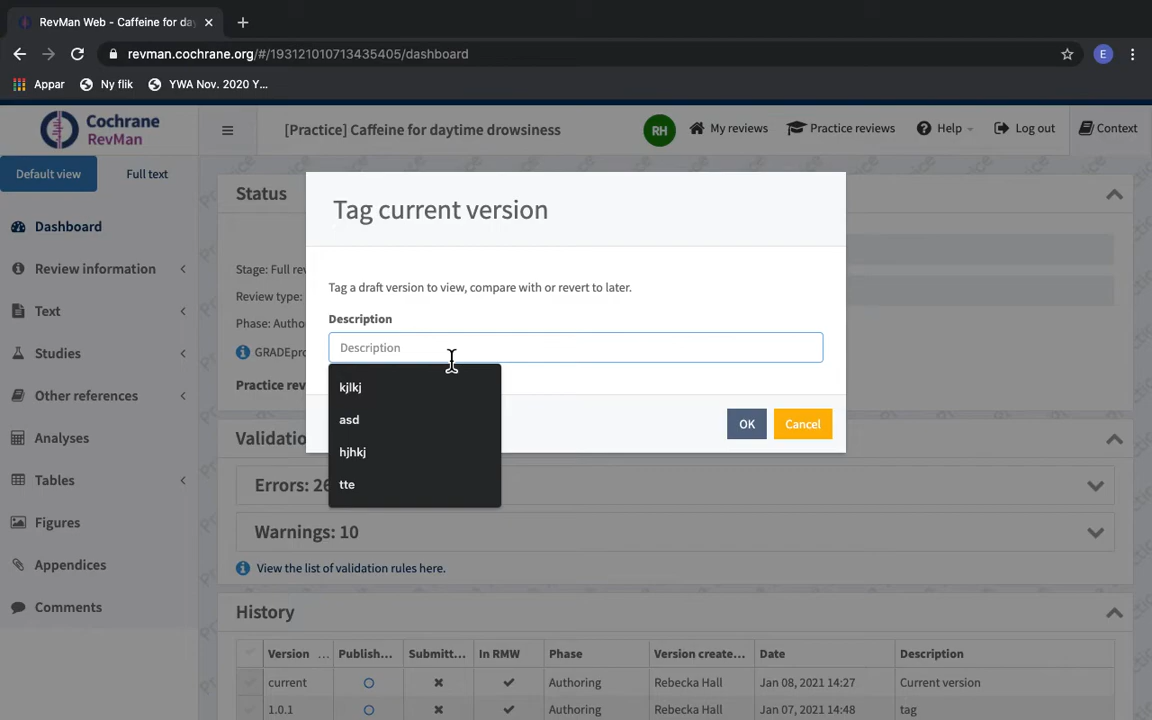 RevMan Web - Caffeine for da
revman.cochrane.org/#/193121010713435405/dashboard
E
Appar
Ny flik
YWA Nov. 2020 Y...
Cochrane
RevMan
[Practice] Caffeine for daytime drowsiness
RH
My reviews
Practice reviews
Help
Log out
Context
Default view
Full text
Dashboard
Review information
Text
Studies
Other references
Analyses
Tables
Figures
Appendices
Comments
Status
Stage: Full rev
Review type:
Phase: Autho
GRADEpro
Practice rev
Tag current version
Tag a draft version to view, compare with or revert to later.
Description
Description
kjlkj
asd
hjhkj
tte
OK
Cancel
Validatio
Errors: 26
Warnings: 10
View the list of validation rules here.
History
Version ... Publish... Submitt... In RMW Phase Version create... Date Description
current Authoring Rebecka Hall Jan 08, 2021 14:27 Current version
1.0.1 Authoring Rebecka Hall Jan 07, 2021 14:48 tag